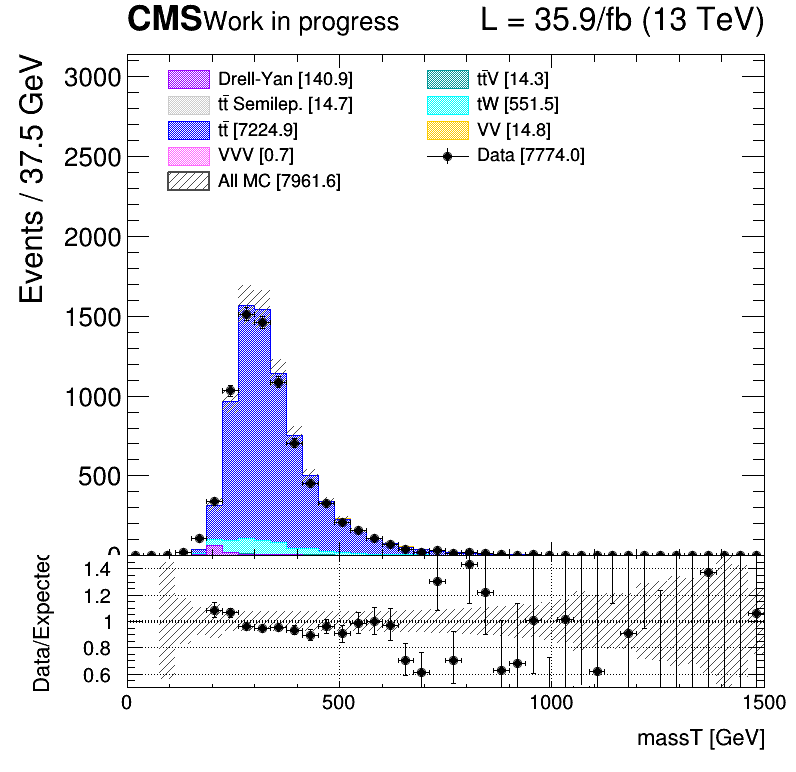 CMS Work in progress L = 35.9/fb (13 TeV)
Events / 37.5 GeV
3000
2500
2000
1500
1000
500
0
Drell-Yan [140.9]
tt̄ Semilep. [14.7]
tt̄ [7224.9]
VVV [0.7]
All MC [7961.6]
tt̄V [14.3]
tW [551.5]
VV [14.8]
Data [7774.0]
Data/Expected
1.4
1.2
1
0.8
0.6
0 500 1000 1500
massT [GeV]